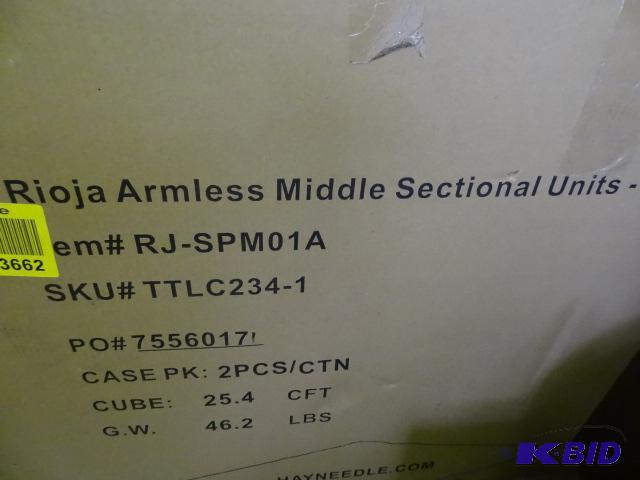 Rioja Armless Middle Sectional Units -
e
em# RJ-SPM01A
3662
SKU# TTLC234-1
PO# 7556017
CASE PK: 2PCS/CTN
CUBE: 25.4 CFT
G.W. 46.2 LBS
HAYNEEDLE.COM
K-BID